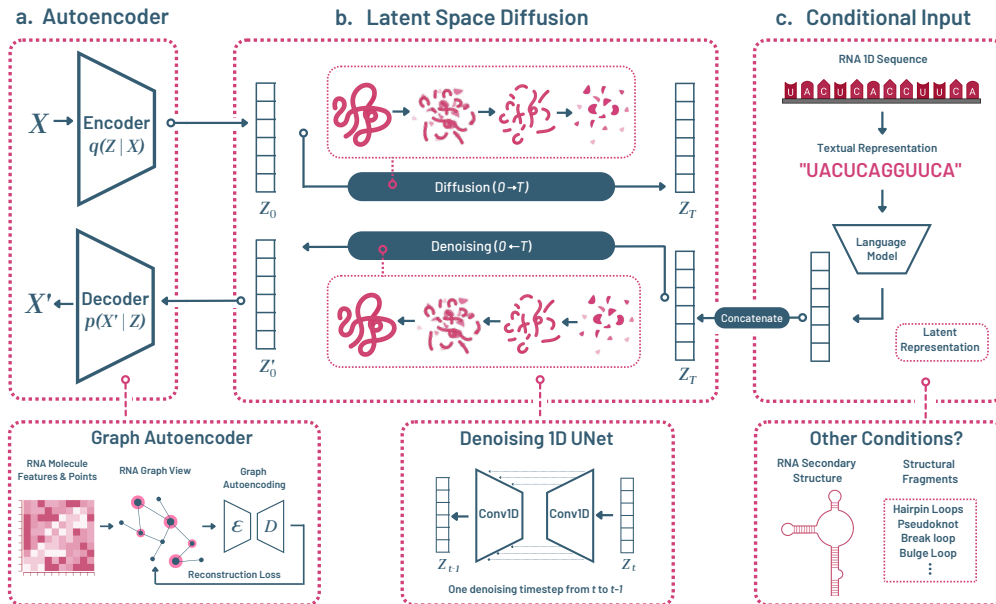 a. Autoencoder
b. Latent Space Diffusion
c. Conditional Input
X
Encoder
q(Z | X)
Z0
Diffusion (0→T)
ZT
X'
Decoder
p(X' | Z)
Z'0
Denoising (0←T)
ZT
RNA 1D Sequence
U A C U C A C C U U C A
Textual Representation
"UACUCAGGUUCA"
Language
Model
Concatenate
Latent
Representation
Graph Autoencoder
RNA Molecule
Features & Points
RNA Graph View
Graph
Autoencoding
ℰ
D
Reconstruction Loss
Denoising 1D UNet
Conv1D
Conv1D
Zt-1
Zt
One denoising timestep from t to t-1
Other Conditions?
RNA Secondary
Structure
Structural
Fragments
Hairpin Loops
Pseudoknot
Break loop
Bulge Loop
⋮